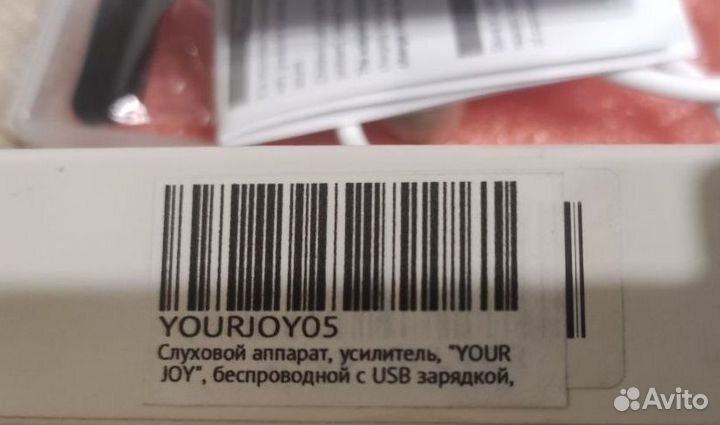 YOURJOY05
Слуховой аппарат, усилитель, "YOUR
JOY", беспроводной с USB зарядкой,
Avito